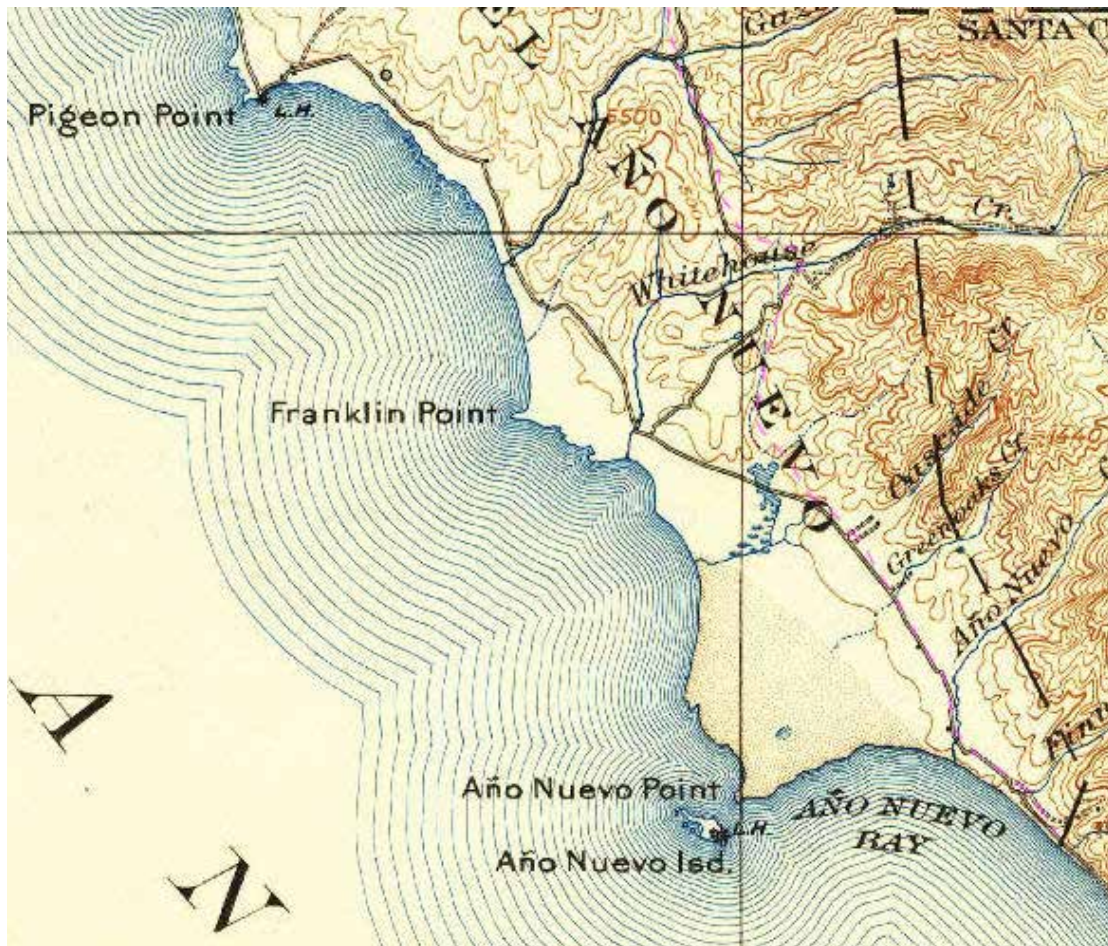 SANTA C
Pigeon Point
L.H.
AÑO NUEVO
Whitehouse Cr.
Franklin Point
Cascade Cr
Greenoaks Cr
Año Nuevo
Año Nuevo Point
L.H.
AÑO NUEVO
BAY
Año Nuevo Isd.
A
N